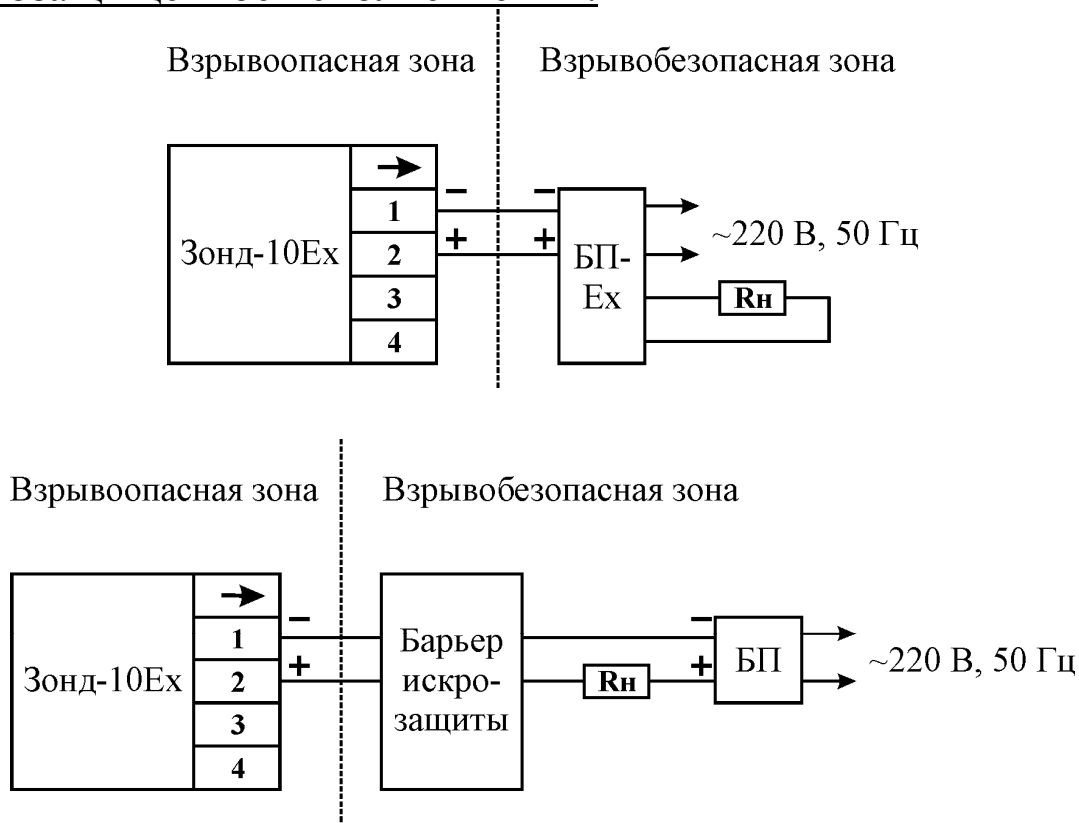 Взрывоопасная зона Взрывобезопасная зона
Зонд-10Ex
1
2
3
4
−
+
−
+
БП-
Ex
~220 В, 50 Гц
Rн
Взрывоопасная зона Взрывобезопасная зона
Зонд-10Ex
1
2
3
4
−
+
Барьер
искро-
защиты
Rн
−
+
БП
~220 В, 50 Гц